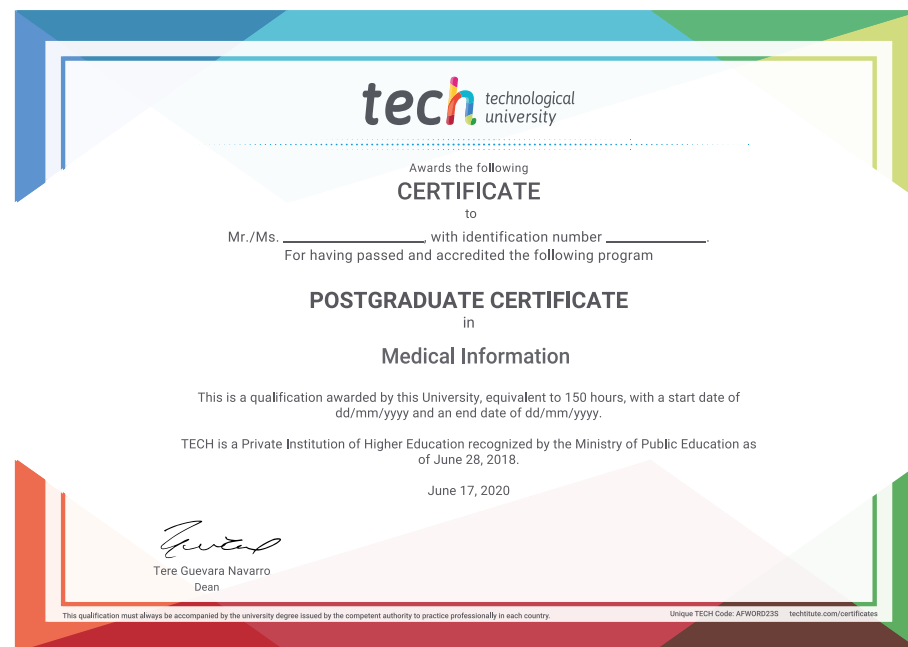 tech technological
university
Awards the following
CERTIFICATE
to
Mr./Ms. ____________________, with identification number ______________.
For having passed and accredited the following program
POSTGRADUATE CERTIFICATE
in
Medical Information
This is a qualification awarded by this University, equivalent to 150 hours, with a start date of
dd/mm/yyyy and an end date of dd/mm/yyyy.
TECH is a Private Institution of Higher Education recognized by the Ministry of Public Education as
of June 28, 2018.
June 17, 2020
Tere Guevara Navarro
Dean
This qualification must always be accompanied by the university degree issued by the competent authority to practice professionally in each country.
Unique TECH Code: AFWORD23S techtitute.com/certificates